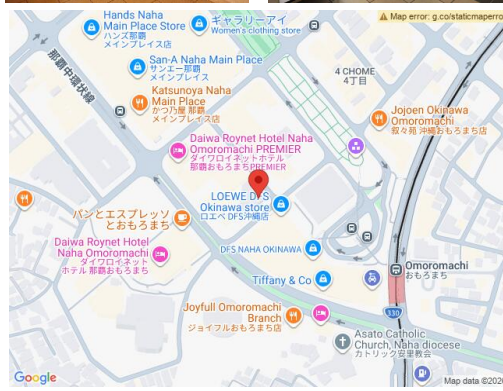 Hands Naha
Main Place Store
ハンズ那覇
メインプレイス店
ギャラリーアイ
Women's clothing store
Map error: g.co/staticmaperr
San-A Naha Main Place
サンエー那覇
メインプレイス
那覇中環状線
4 CHOME
4丁目
Katsunoya Naha
Main Place
かつ乃屋 那覇
メインプレイス店
Jojoen Okinawa
Omoromachi
叙々苑 沖縄おもろまち店
Daiwa Roynet Hotel Naha
Omoromachi PREMIER
ダイワロイネットホテル
那覇おもろまちPREMIER
LOEWE DFS
Okinawa store
ロエベ DFS沖縄店
パンとエスプレッソ
とおもろまち
Daiwa Roynet Hotel
Naha Omoromachi
ダイワロイネット
ホテル 那覇おもろまち
DFS NAHA OKINAWA
Omoromachi
おもろまち
Tiffany & Co
Joyfull Omoromachi
Branch
ジョイフルおもろまち店
330
Asato Catholic
Church, Naha diocese
カトリック安里教会
Google
Map data ©202